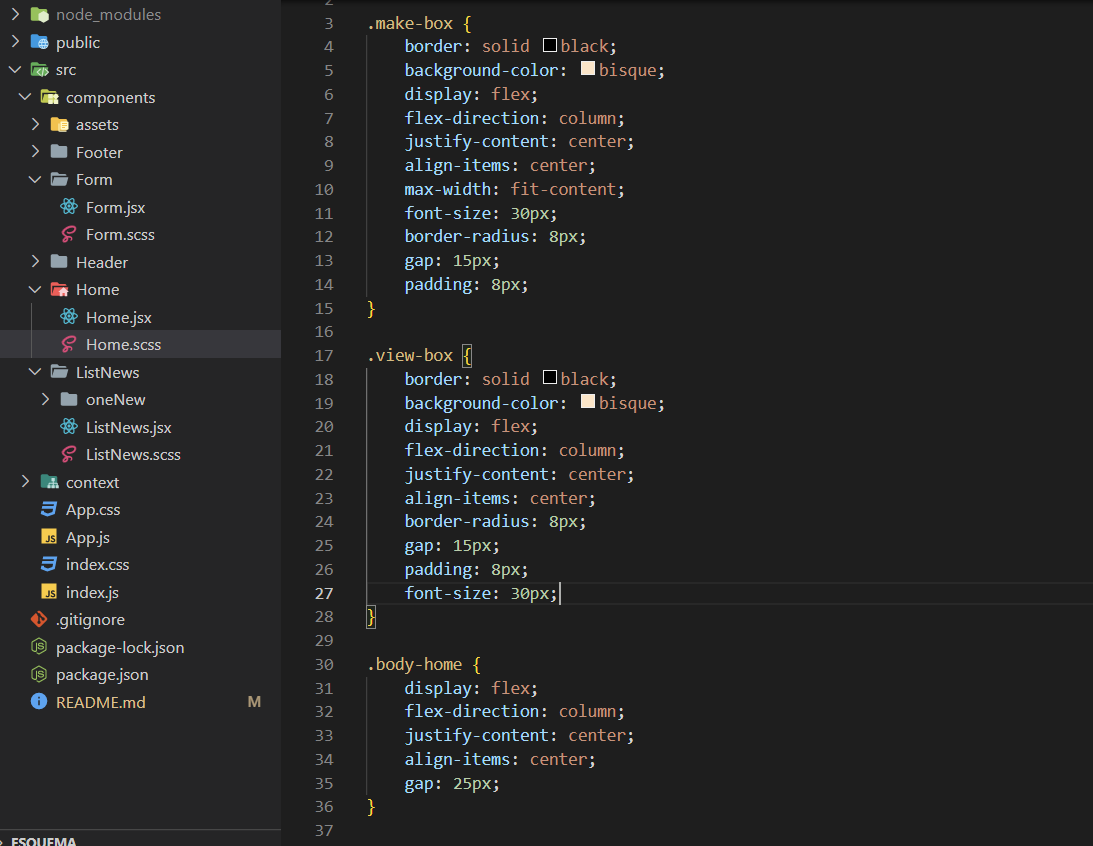 node_modules
public
src
components
assets
Footer
Form
Form.jsx
Form.scss
Header
Home
Home.jsx
Home.scss
ListNews
oneNew
ListNews.jsx
ListNews.scss
context
App.css
JS App.js
index.css
JS index.js
.gitignore
package-lock.json
package.json
README.md M
ESQUEMA
2
3 .make-box {
4 border: solid black;
5 background-color: bisque;
6 display: flex;
7 flex-direction: column;
8 justify-content: center;
9 align-items: center;
10 max-width: fit-content;
11 font-size: 30px;
12 border-radius: 8px;
13 gap: 15px;
14 padding: 8px;
15 }
16
17 .view-box {
18 border: solid black;
19 background-color: bisque;
20 display: flex;
21 flex-direction: column;
22 justify-content: center;
23 align-items: center;
24 border-radius: 8px;
25 gap: 15px;
26 padding: 8px;
27 font-size: 30px;
28 }
29
30 .body-home {
31 display: flex;
32 flex-direction: column;
33 justify-content: center;
34 align-items: center;
35 gap: 25px;
36 }
37